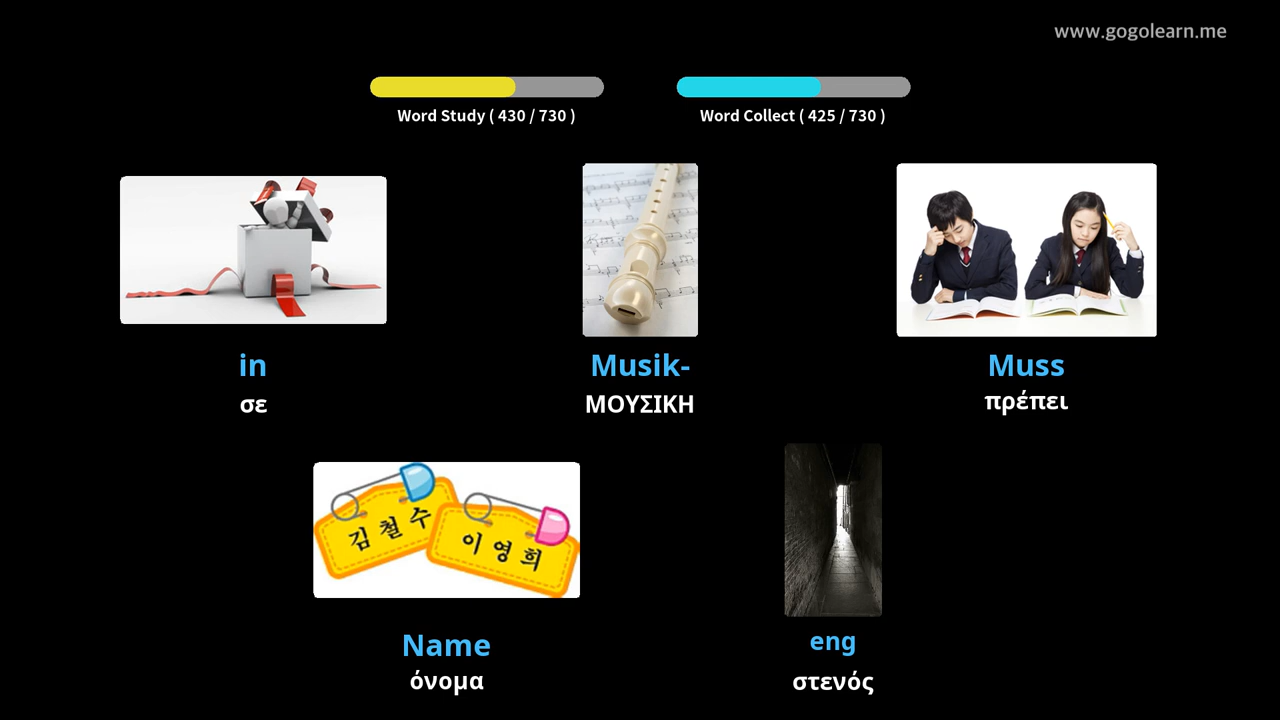 www.gogolearn.me
Word Study ( 430 / 730 )
Word Collect ( 425 / 730 )
in
σε
Musik-
ΜΟΥΣΙΚΗ
Muss
πρέπει
김철수
이영희
Name
όνομα
eng
στενός